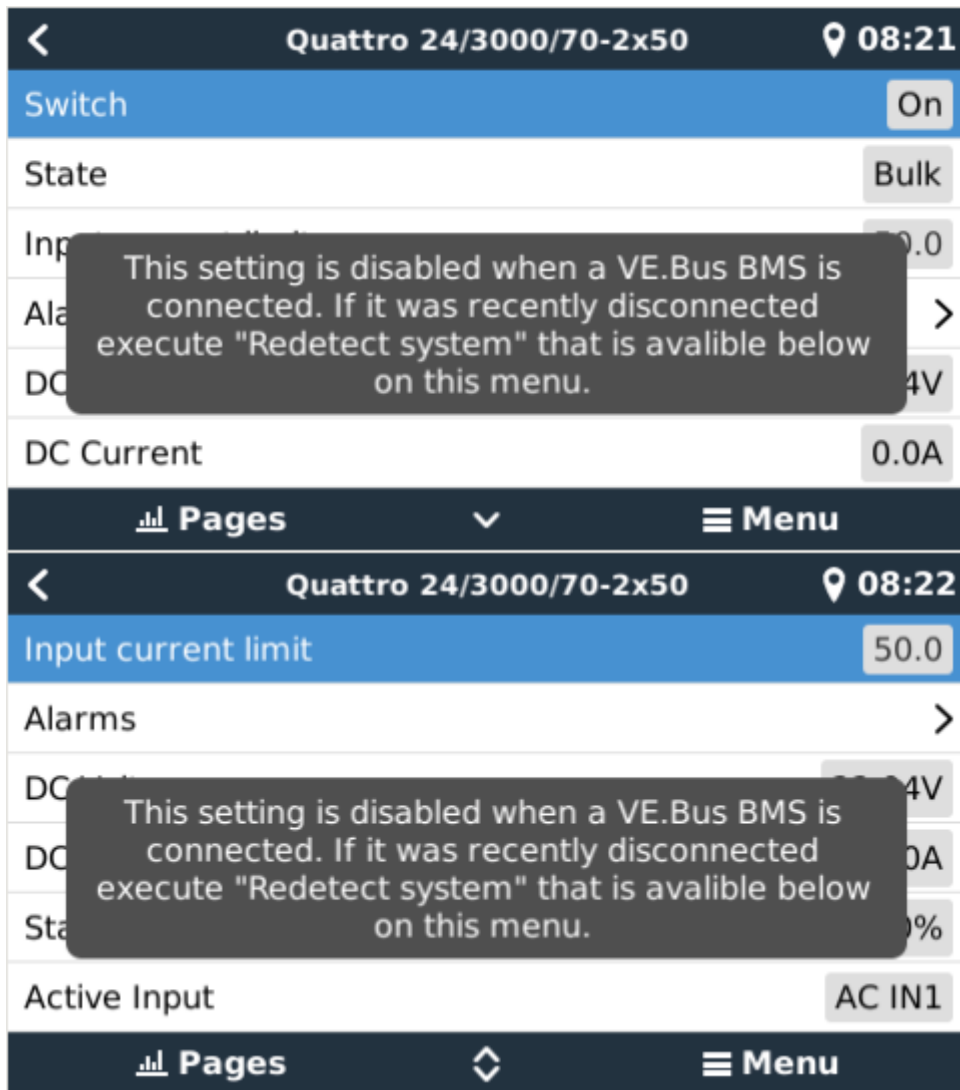 Quattro 24/3000/70-2x50 08:21
Switch On
State Bulk
This setting is disabled when a VE.Bus BMS is
connected. If it was recently disconnected
execute "Redetect system" that is avalible below
on this menu.
DC Current 0.0A
Pages Menu
Quattro 24/3000/70-2x50 08:22
Input current limit 50.0
Alarms
This setting is disabled when a VE.Bus BMS is
connected. If it was recently disconnected
execute "Redetect system" that is avalible below
on this menu.
Active Input AC IN1
Pages Menu